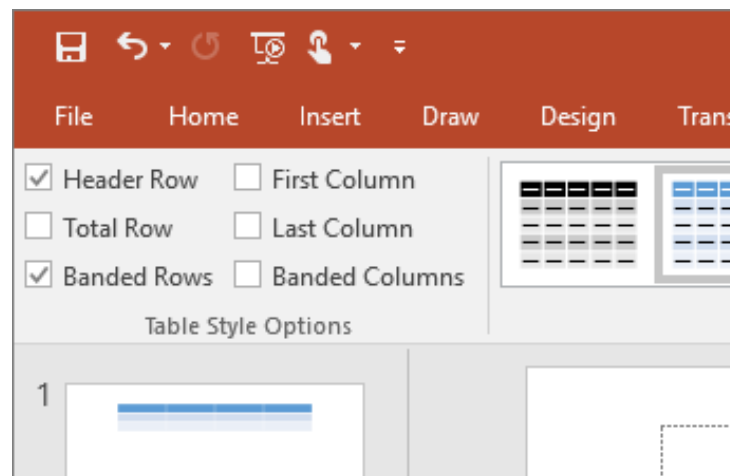 File Home Insert Draw Design Trans
Header Row First Column
Total Row Last Column
Banded Rows Banded Columns
Table Style Options
1